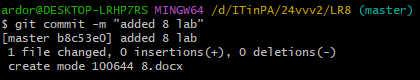 ardor@DESKTOP-LRHP7RS MINGW64 /d/ITinPA/24vvv2/LR8 (master)
$ git commit -m "added 8 lab"
[master b8c53e0] added 8 lab
1 file changed, 0 insertions(+), 0 deletions(-)
create mode 100644 8.docx